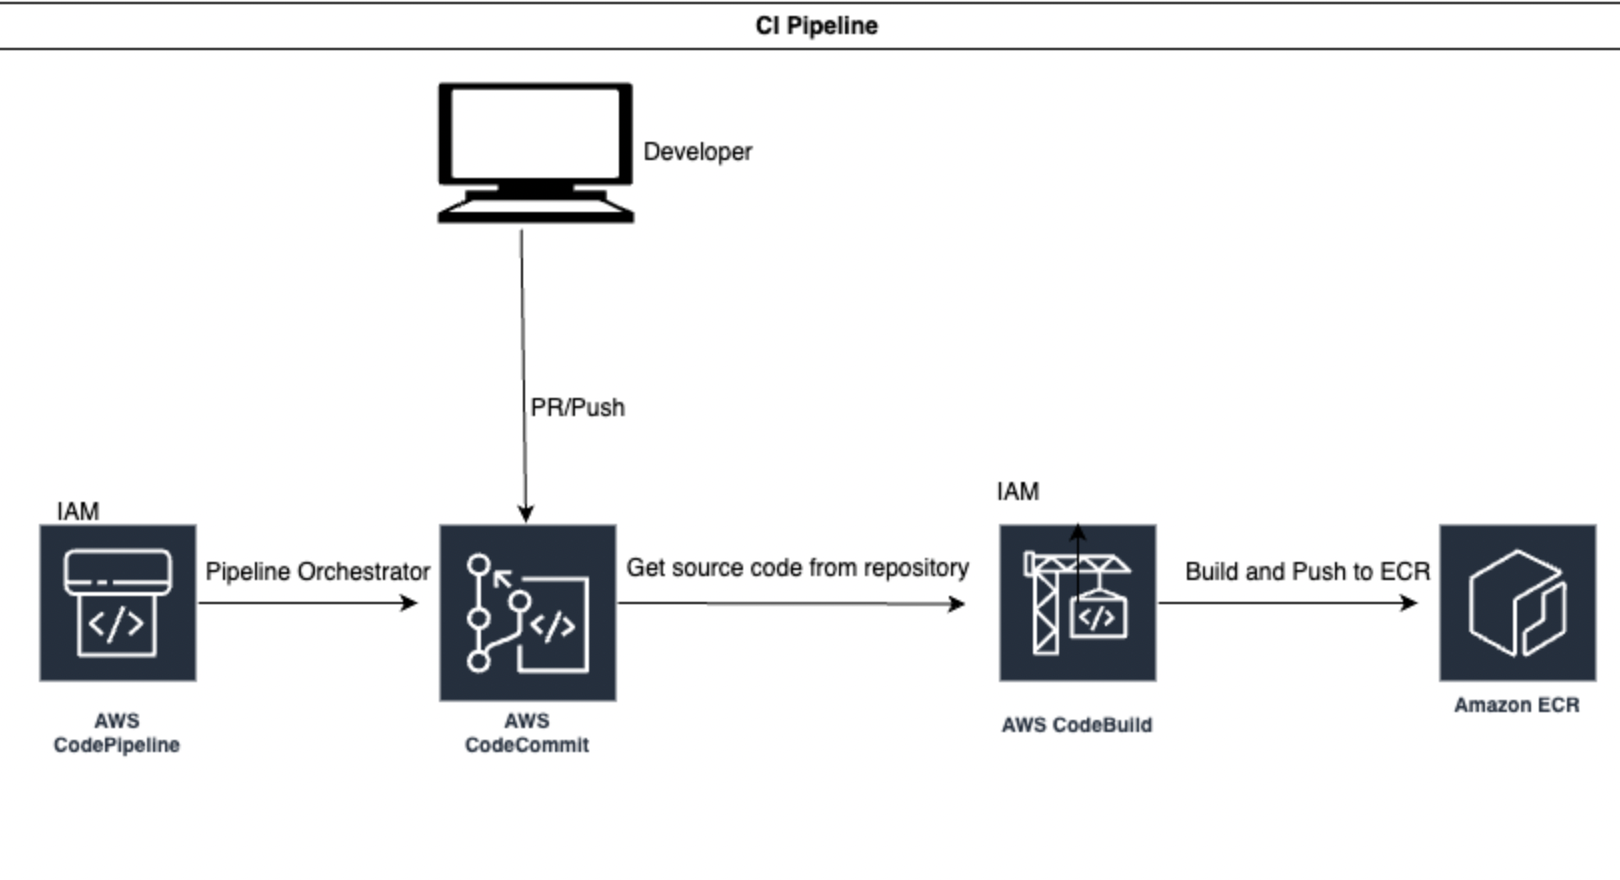 CI Pipeline
Developer
PR/Push
IAM
IAM
Pipeline Orchestrator
Get source code from repository
Build and Push to ECR
</>
</>
</>
AWS
CodePipeline
AWS
CodeCommit
AWS CodeBuild
Amazon ECR